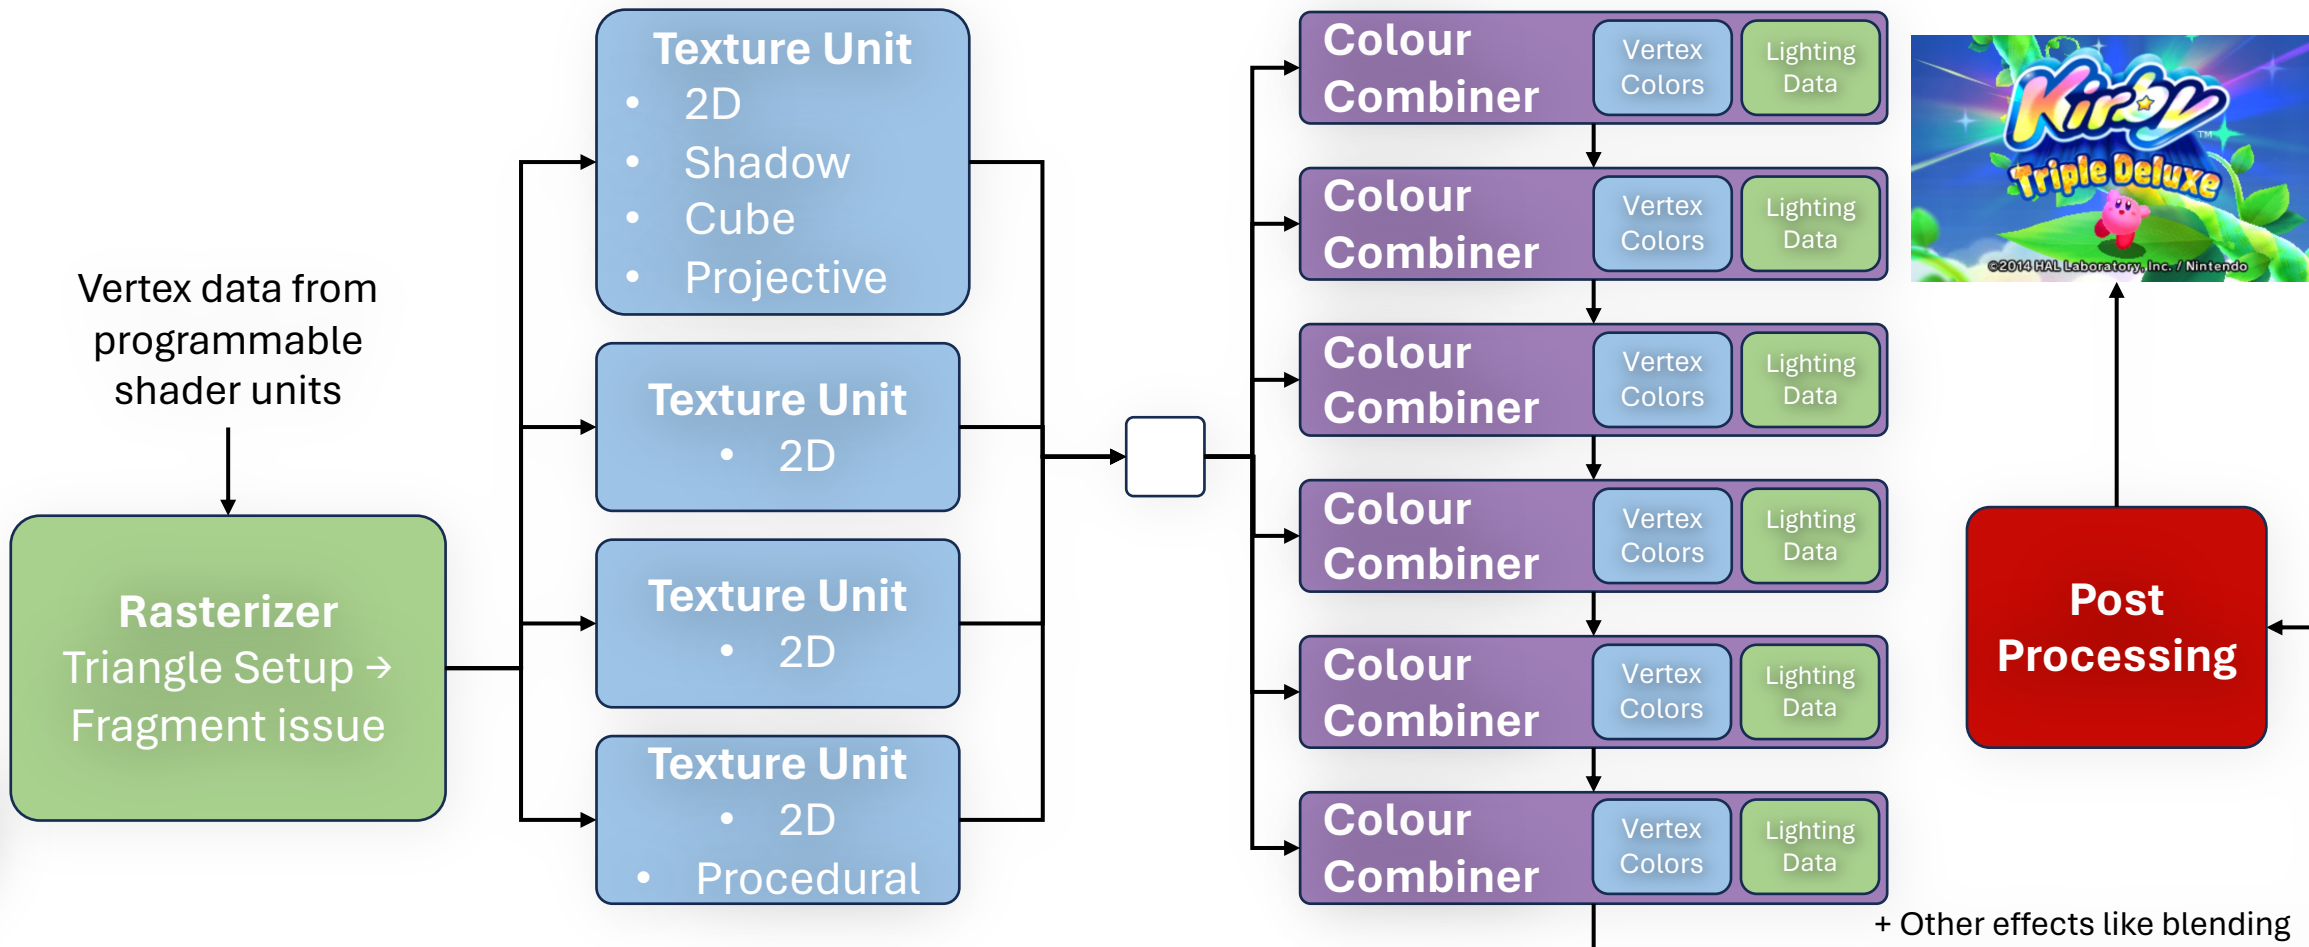 Vertex data from
programmable
shader units
Rasterizer
Triangle Setup →
Fragment issue
Texture Unit
• 2D
• Shadow
• Cube
• Projective
Texture Unit
• 2D
Texture Unit
• 2D
Texture Unit
• 2D
• Procedural
Colour
Combiner
Vertex
Colors
Lighting
Data
Colour
Combiner
Vertex
Colors
Lighting
Data
Colour
Combiner
Vertex
Colors
Lighting
Data
Colour
Combiner
Vertex
Colors
Lighting
Data
Colour
Combiner
Vertex
Colors
Lighting
Data
Colour
Combiner
Vertex
Colors
Lighting
Data
Kirby
TM
Triple Deluxe
©2014 HAL Laboratory, Inc. / Nintendo
Post
Processing
+ Other effects like blending